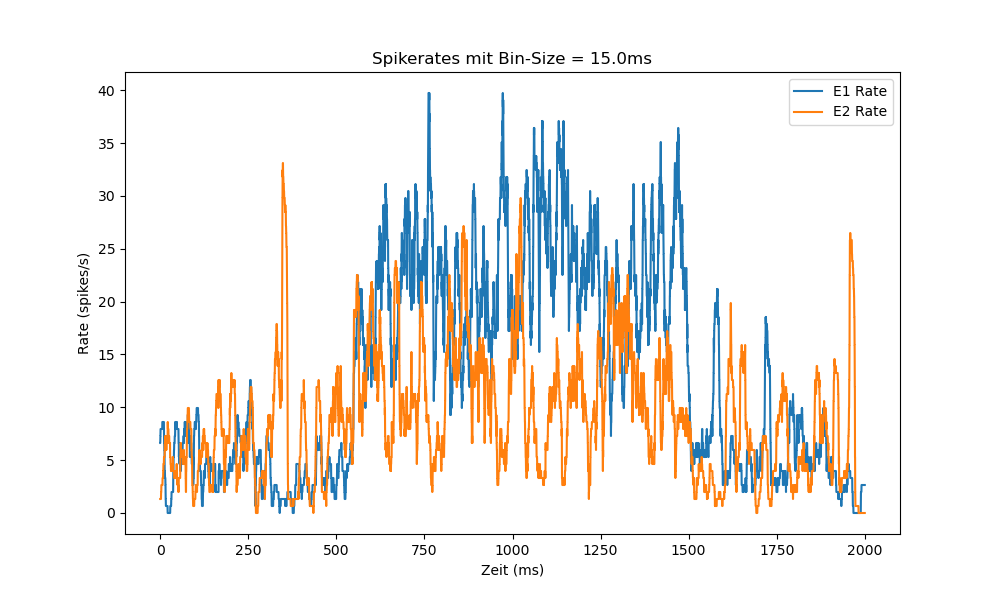 Spikerates mit Bin-Size = 15.0ms
E1 Rate
E2 Rate
Rate (spikes/s)
40
35
30
25
20
15
10
5
0
0 250 500 750 1000 1250 1500 1750 2000
Zeit (ms)